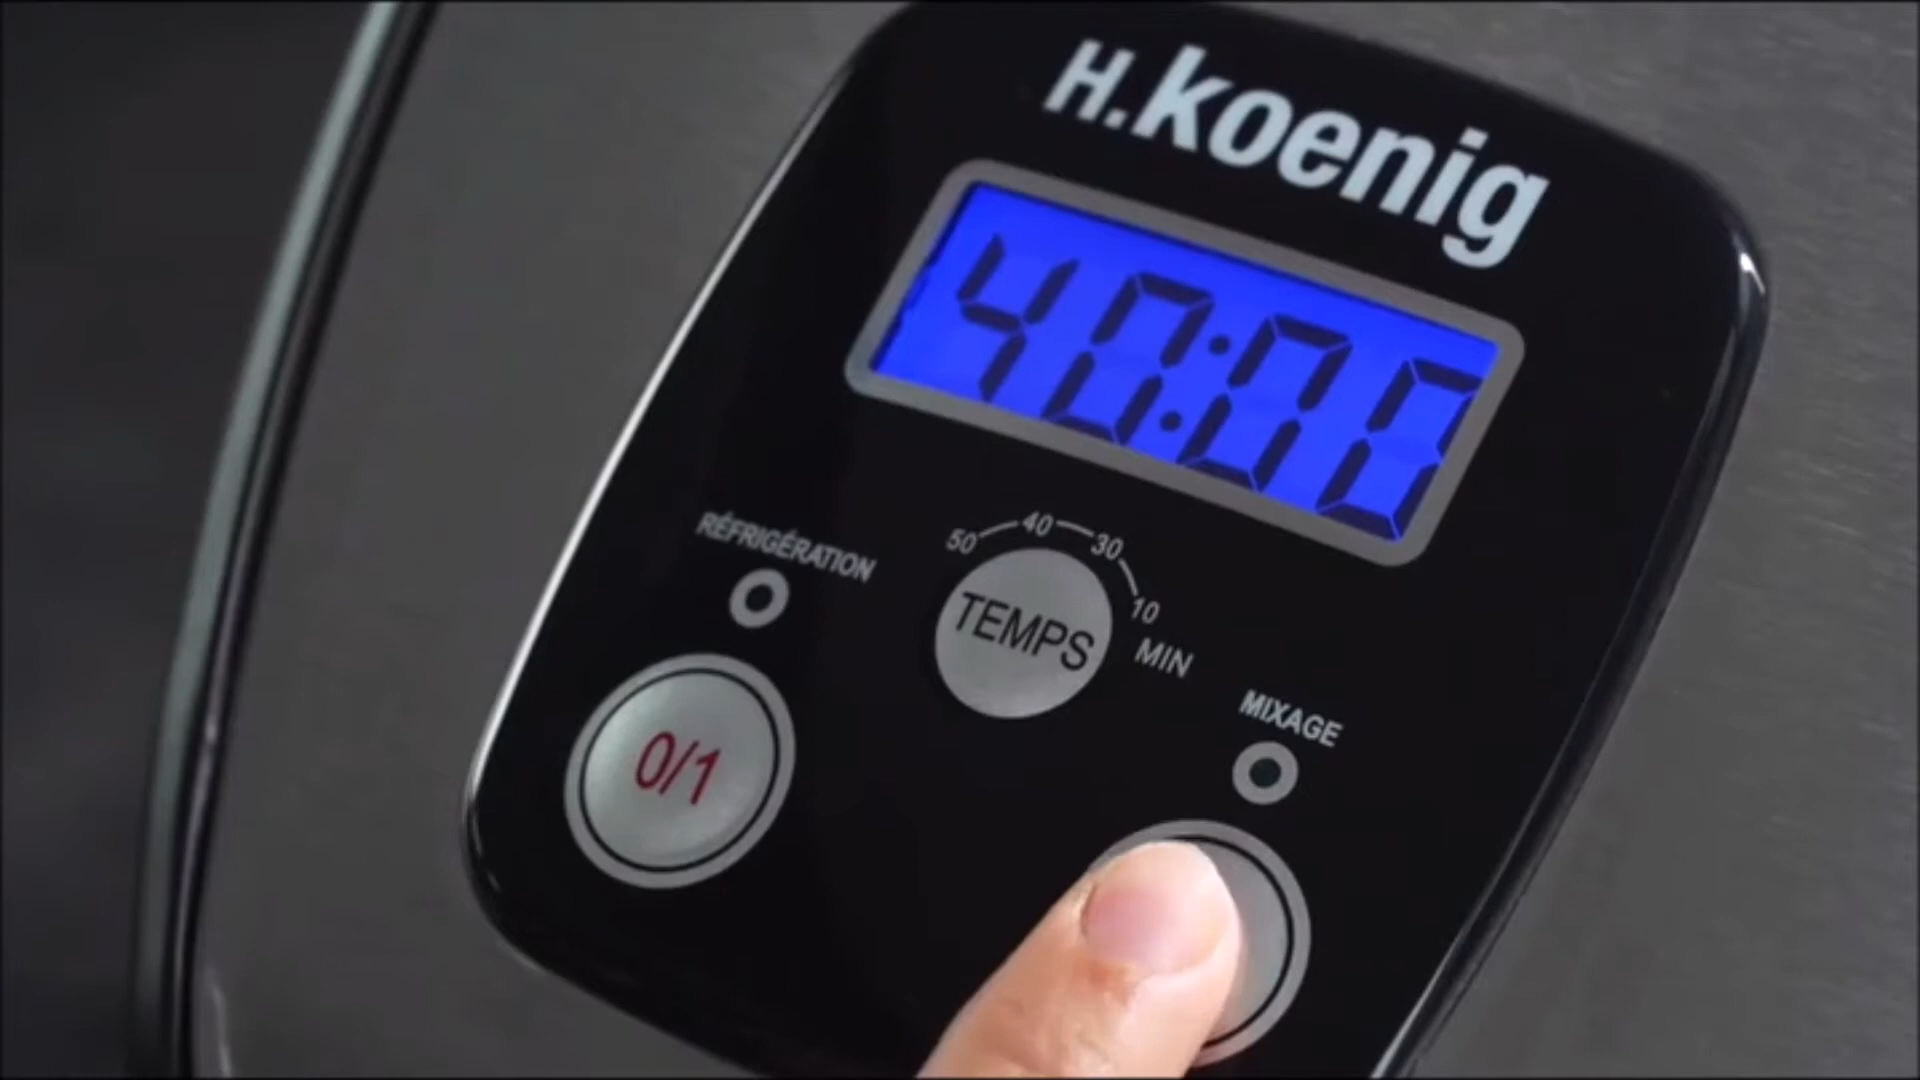 H.koenig
40:00
RÉFRIGÉRATION
50 40 30 10
MIN
TEMPS
MIXAGE
0/1